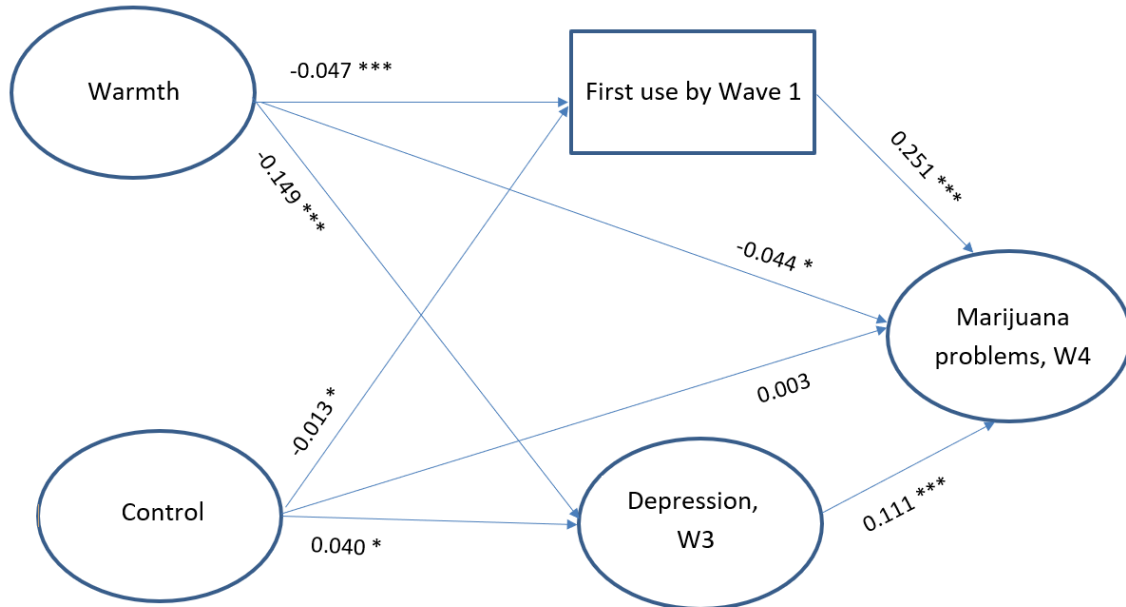 Warmth
-0.047 ***
First use by Wave 1
-0.149 ***
0.251 ***
-0.044 *
Marijuana
problems, W4
-0.013 *
0.003
Control
0.040 *
Depression,
W3
0.111 ***